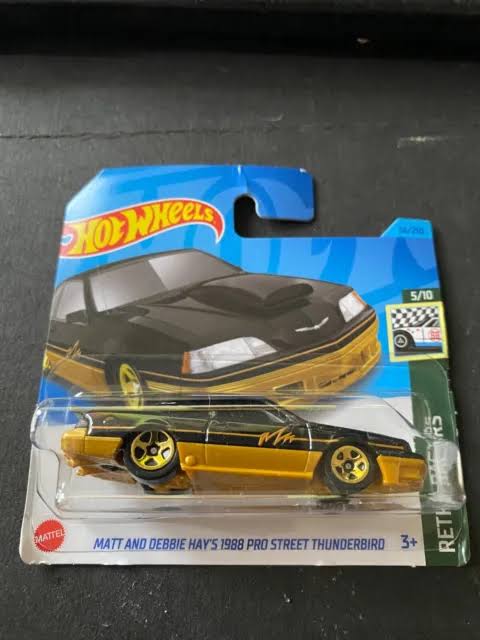 HOT WHEELS
5/10
MATTEL
MATT AND DEBBIE HAY'S 1988 PRO STREET THUNDERBIRD
3+